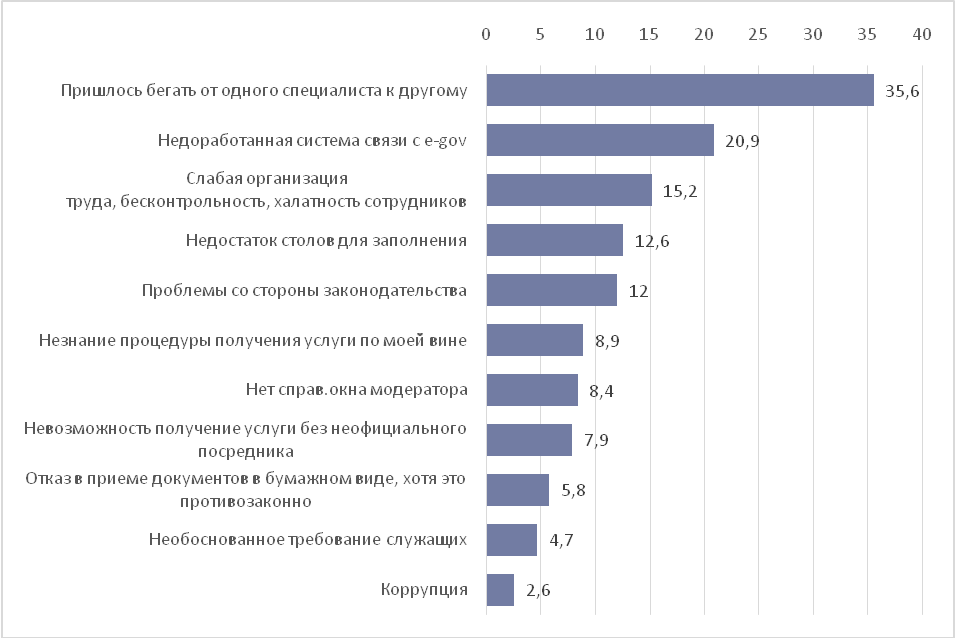 0 5 10 15 20 25 30 35 40
Пришлось бегать от одного специалиста к другому 35,6
Недоработанная система связи с e-gov 20,9
Слабая организация
труда, бесконтрольность, халатность сотрудников 15,2
Недостаток столов для заполнения 12,6
Проблемы со стороны законодательства 12
Незнание процедуры получения услуги по моей вине 8,9
Нет справ.окна модератора 8,4
Невозможность получение услуги без неофициального
посредника 7,9
Отказ в приеме документов в бумажном виде, хотя это
противозаконно 5,8
Необоснованное требование служащих 4,7
Коррупция 2,6